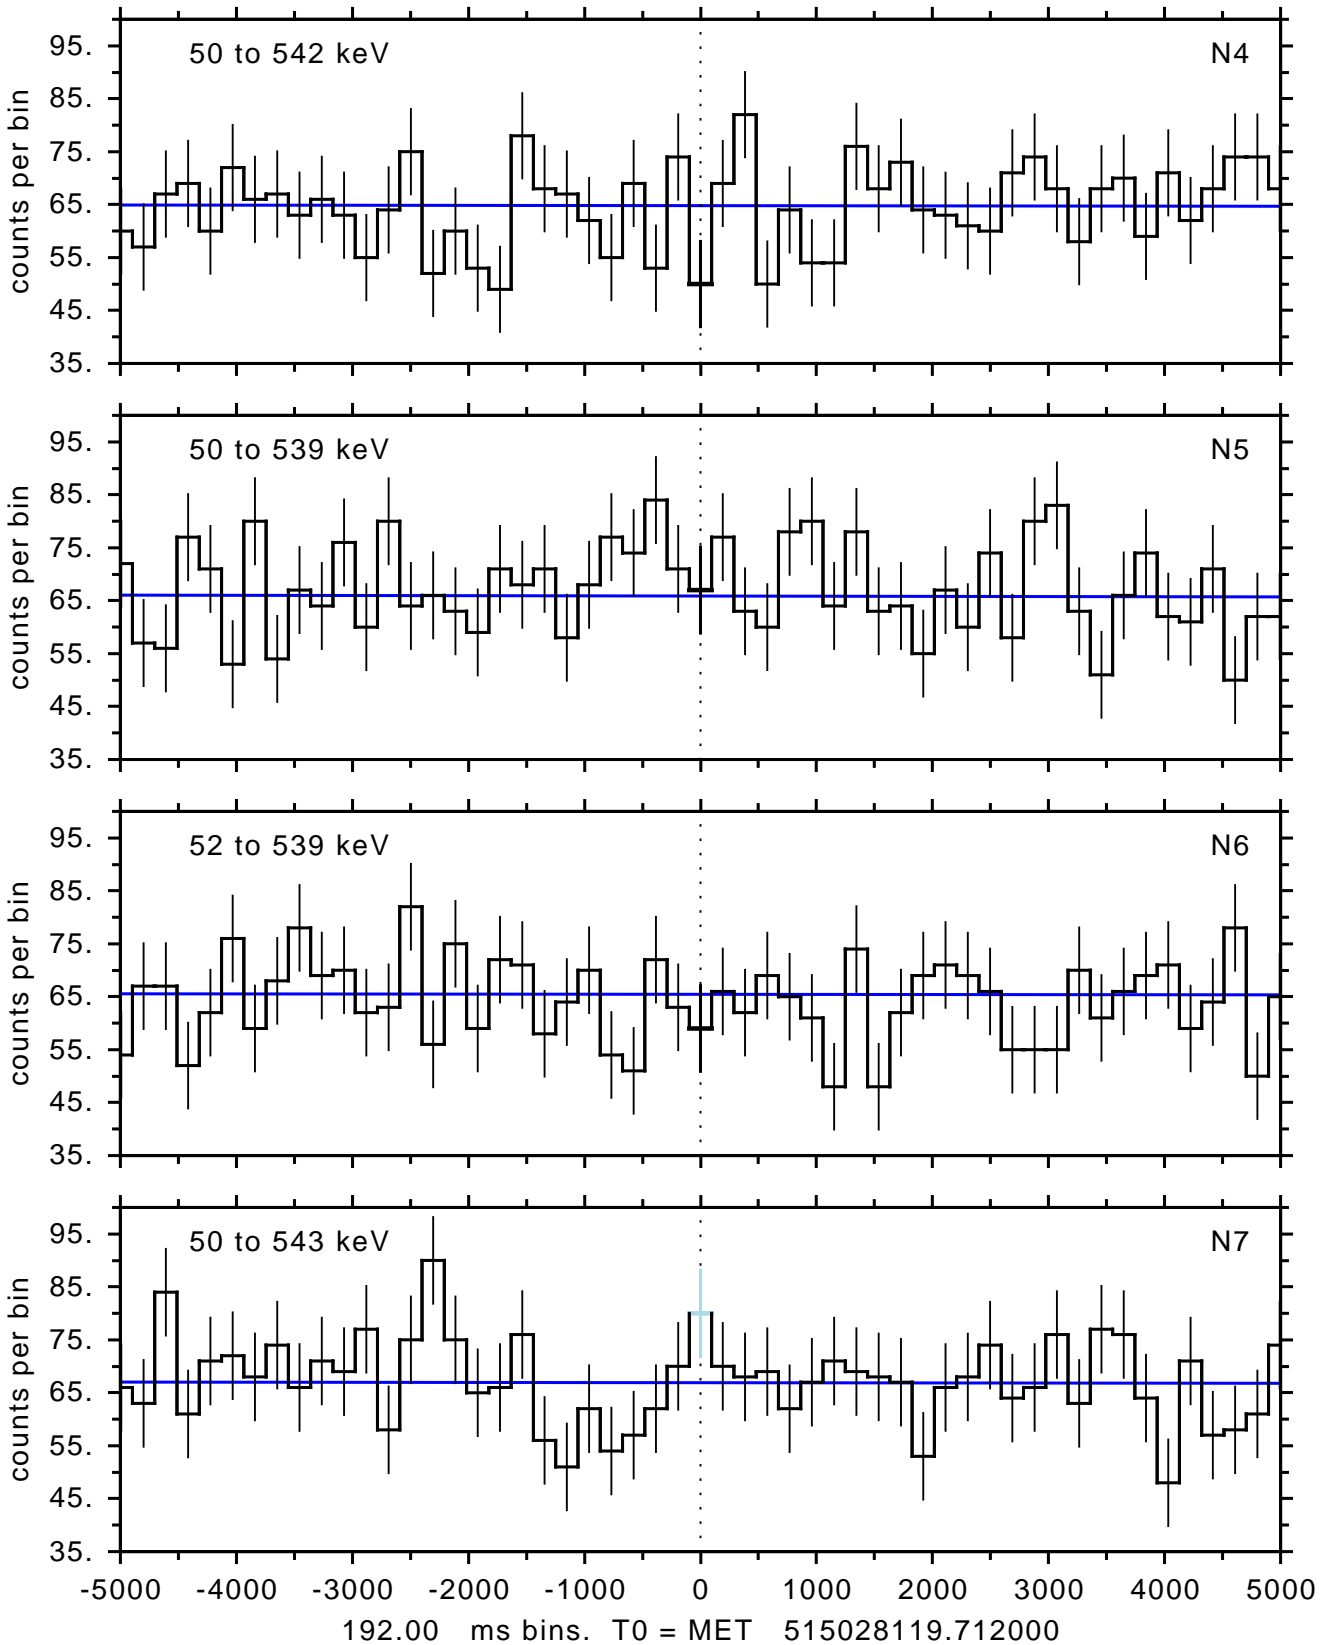 50 to 542 keV N4
95.
85.
75.
65.
55.
45.
35.
counts per bin
50 to 539 keV N5
95.
85.
75.
65.
55.
45.
35.
counts per bin
52 to 539 keV N6
95.
85.
75.
65.
55.
45.
35.
counts per bin
50 to 543 keV N7
95.
85.
75.
65.
55.
45.
35.
counts per bin
-5000 -4000 -3000 -2000 -1000 0 1000 2000 3000 4000 5000
192.00 ms bins. T0 = MET 515028119.712000